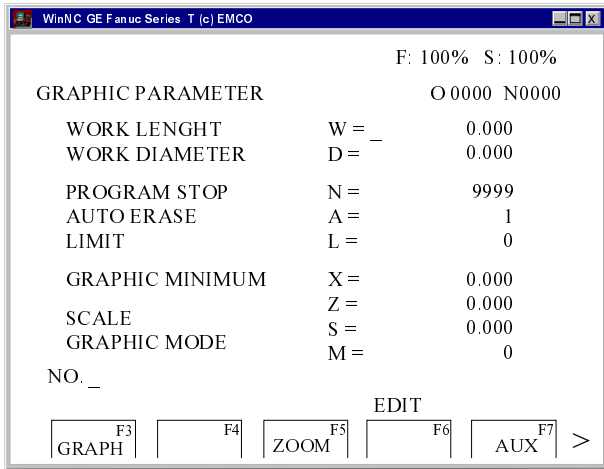 WinNC GE Fanuc Series T (c) EMCO
F: 100% S: 100%
GRAPHIC PARAMETER O 0000 N0000
WORK LENGHT W = _ 0.000
WORK DIAMETER D = 0.000
PROGRAM STOP N = 9999
AUTO ERASE A = 1
LIMIT L = 0
GRAPHIC MINIMUM X = 0.000
Z = 0.000
SCALE S = 0.000
GRAPHIC MODE M = 0
NO. _
EDIT
F3 F4 F5 F6 F7
GRAPH ZOOM AUX >